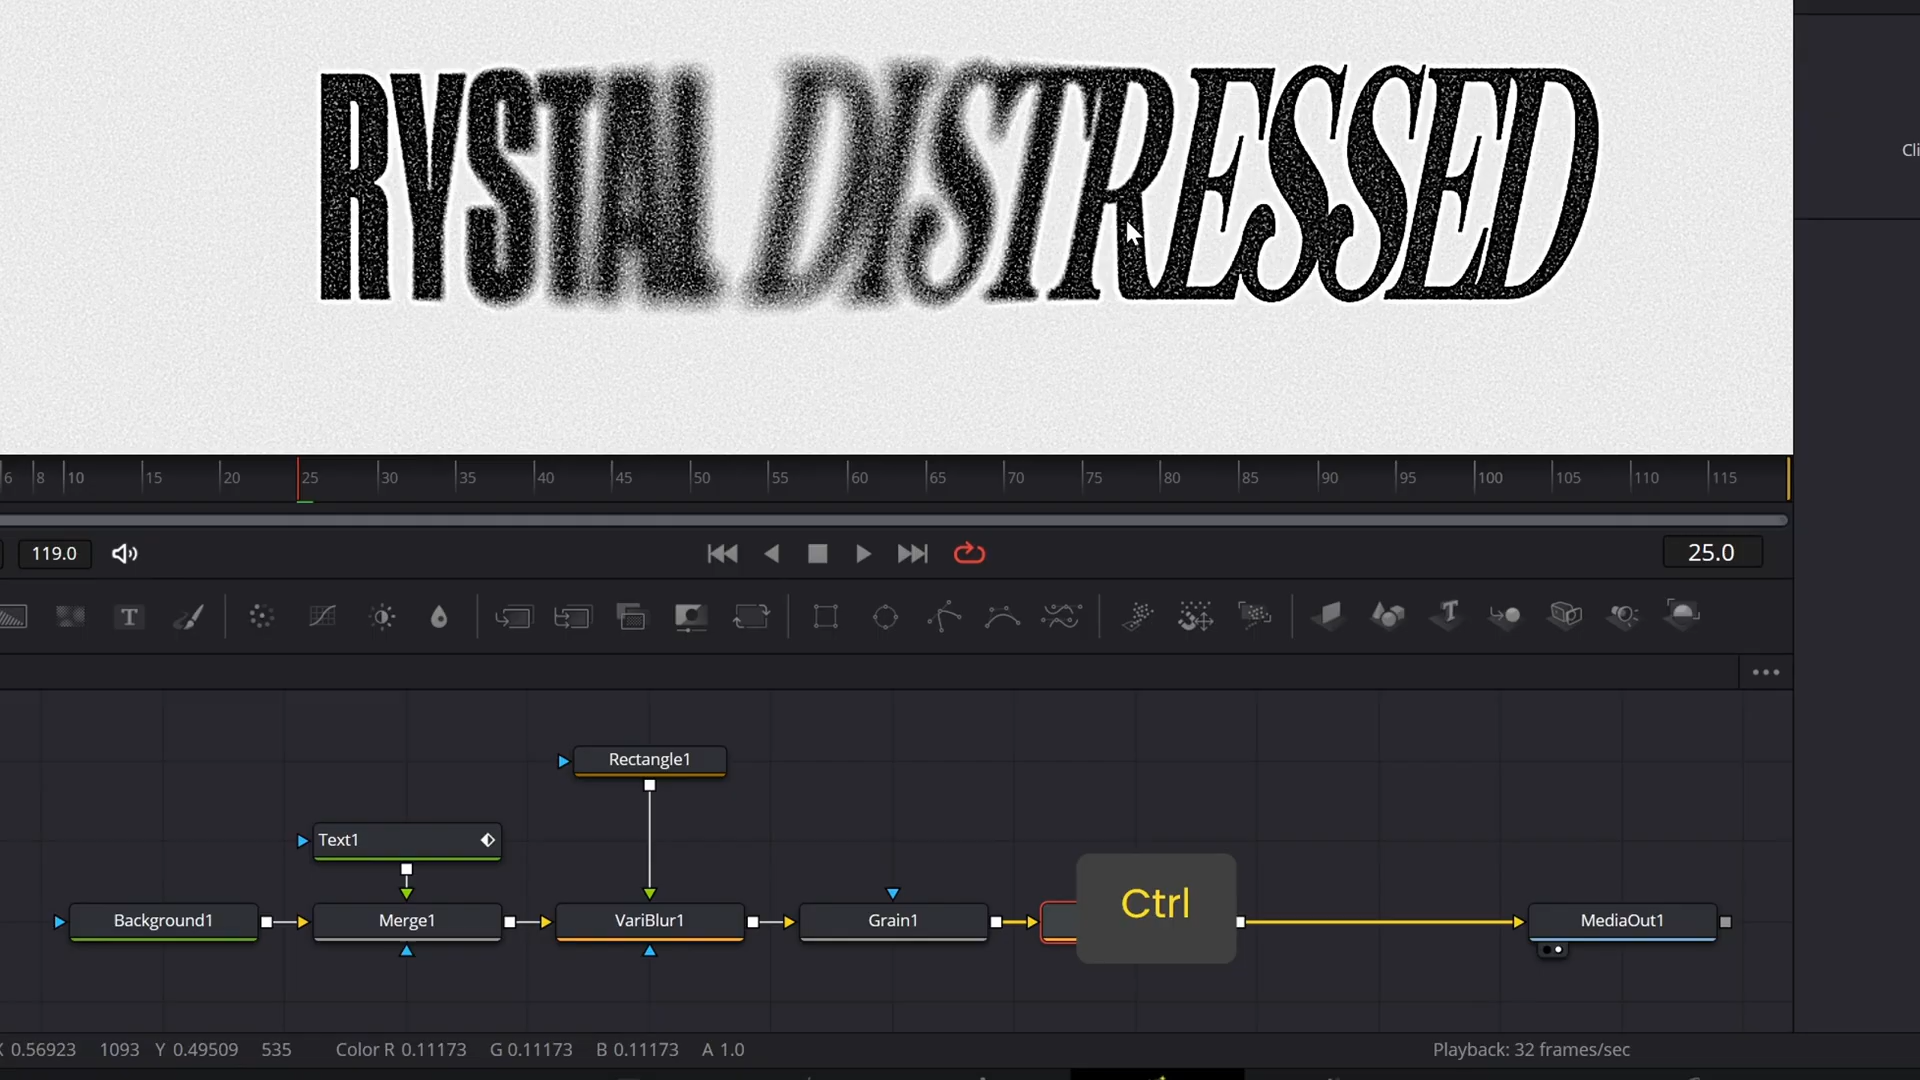 RYSTAL DISTRESSED
Cli
6 8 10 15 20 25 30 35 40 45 50 55 60 65 70 75 80 85 90 95 100 105 110 115
119.0 25.0
T
Rectangle1
Text1
Background1 Merge1 VariBlur1 Grain1 Ctrl MediaOut1
X 0.56923 1093 Y 0.49509 535 Color R 0.11173 G 0.11173 B 0.11173 A 1.0 Playback: 32 frames/sec